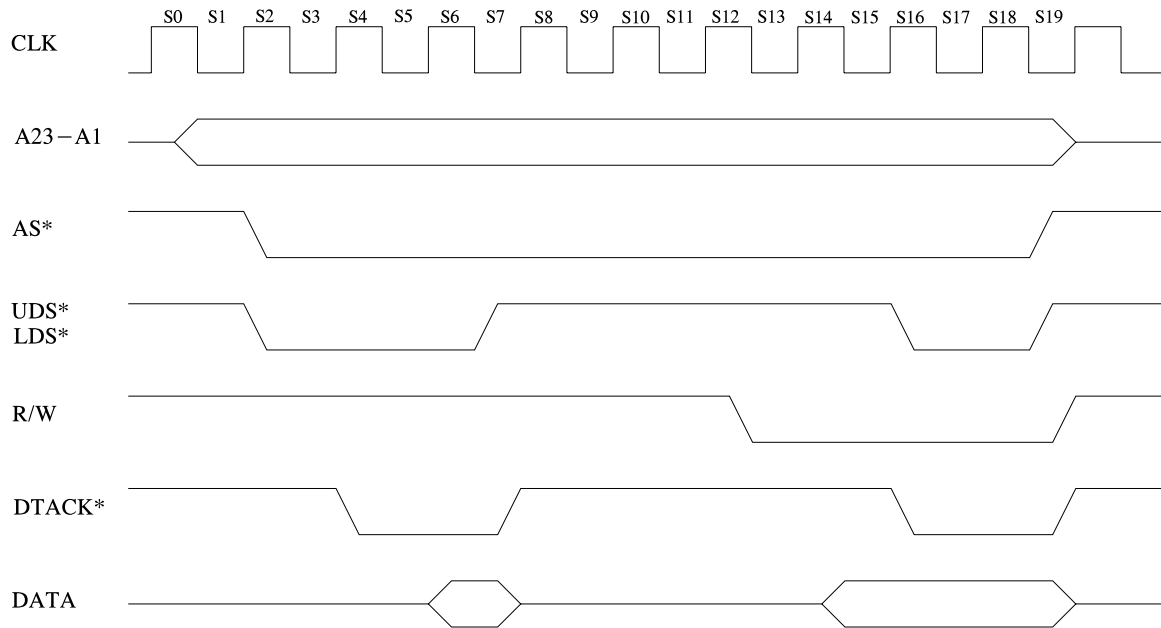 S0 S1 S2 S3 S4 S5 S6 S7 S8 S9 S10 S11 S12 S13 S14 S15 S16 S17 S18 S19
CLK
A23-A1
AS*
UDS*
LDS*
R/W
DTACK*
DATA